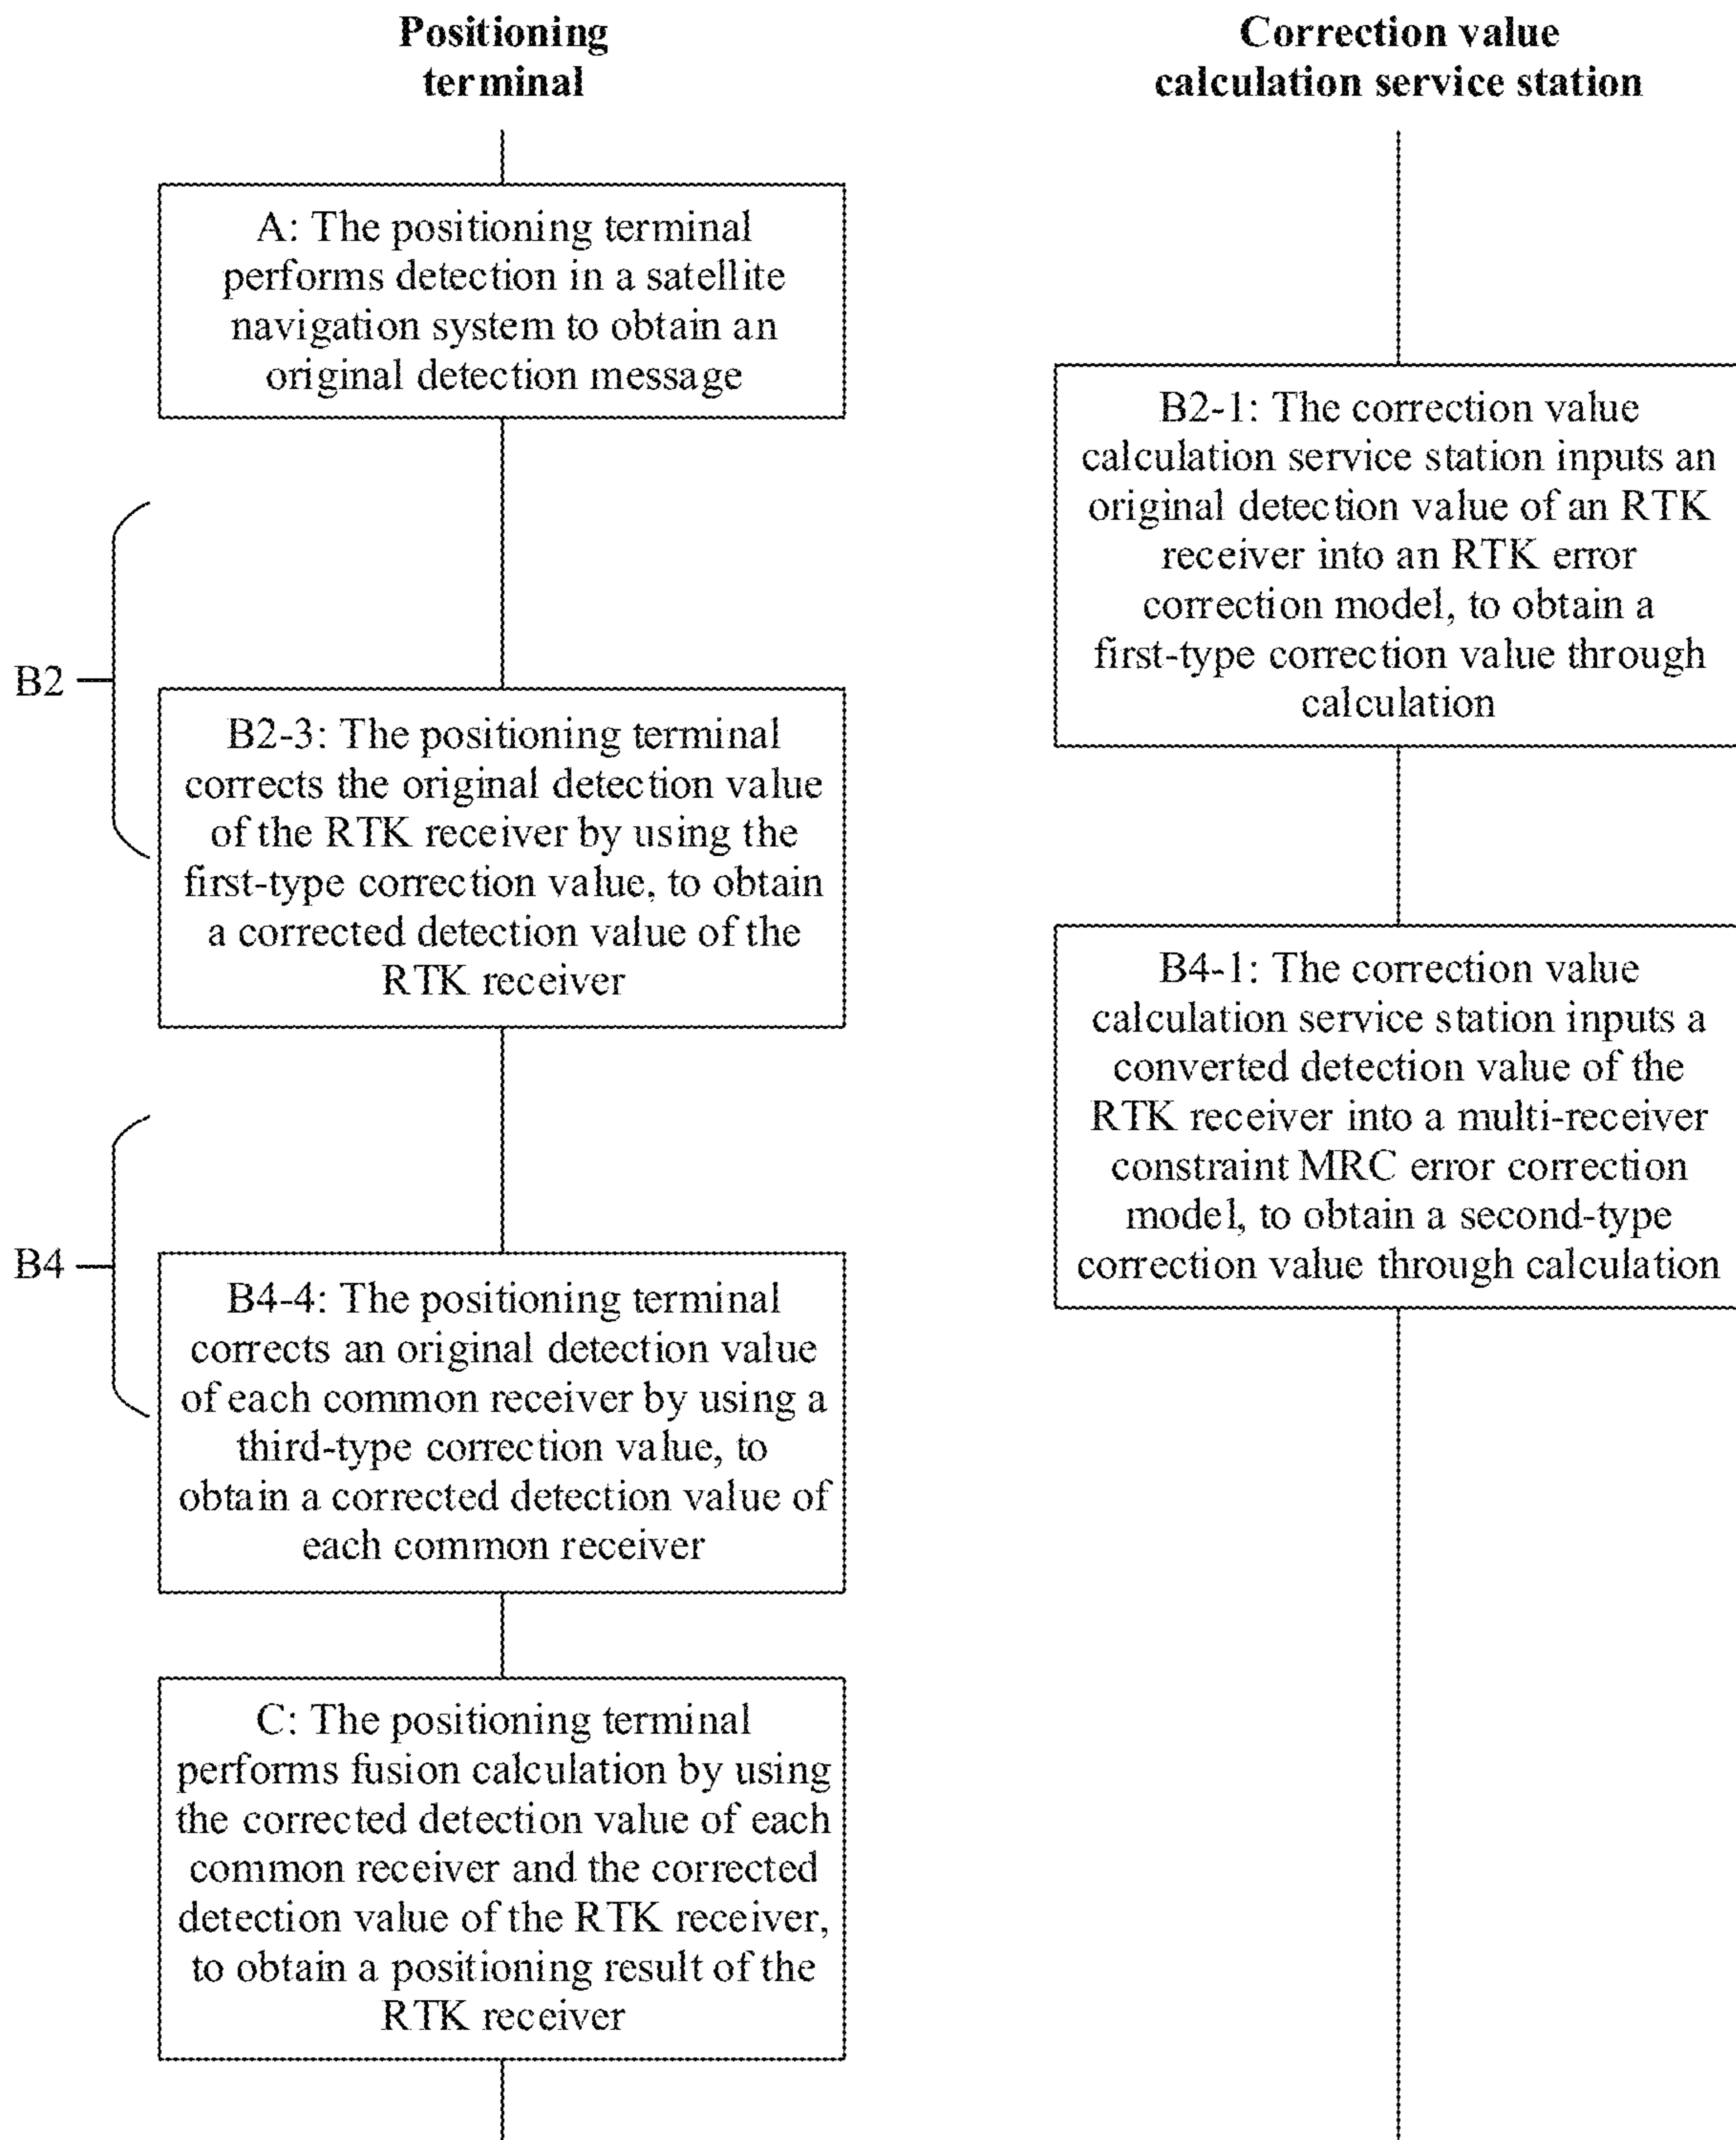 Positioning
terminal
Correction value
calculation service station
A: The positioning terminal
performs detection in a satellite
navigation system to obtain an
original detection message
B2-1: The correction value
calculation service station inputs an
original detection value of an RTK
receiver into an RTK error
correction model, to obtain a
first-type correction value through
calculation
B2
B2-3: The positioning terminal
corrects the original detection value
of the RTK receiver by using the
first-type correction value, to obtain
a corrected detection value of the
RTK receiver
B4-1: The correction value
calculation service station inputs a
converted detection value of the
RTK receiver into a multi-receiver
constraint MRC error correction
model, to obtain a second-type
correction value through calculation
B4
B4-4: The positioning terminal
corrects an original detection value
of each common receiver by using a
third-type correction value, to
obtain a corrected detection value of
each common receiver
C: The positioning terminal
performs fusion calculation by using
the corrected detection value of each
common receiver and the corrected
detection value of the RTK receiver,
to obtain a positioning result of the
RTK receiver